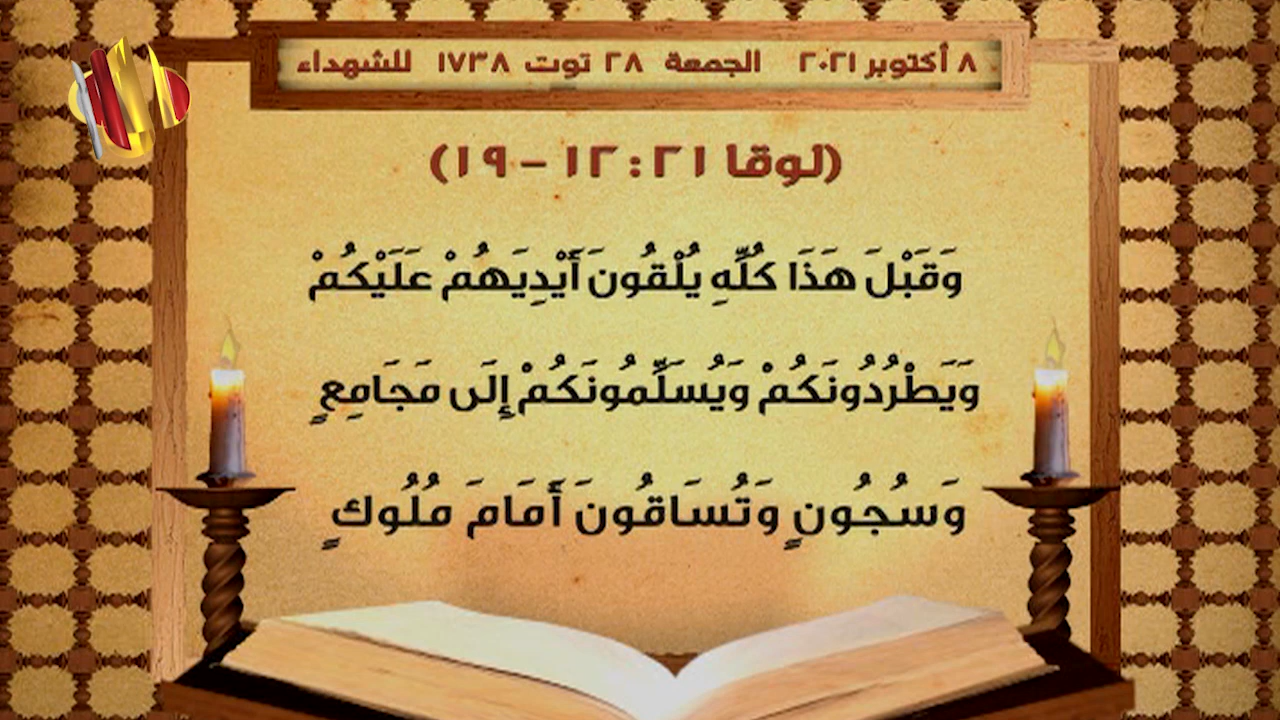 ٨ أكتوبر ٢٠٢١ الجمعة ٢٨ توت ١٧٣٨ للشهداء
(لوقا ٢١ : ١٢ - ١٩)
وَقَبْلَ هَذَا كُلِّهِ يُلْقُونَ أَيْدِيَهُمْ عَلَيْكُمْ
وَيَطْرُدُونَكُمْ وَيُسَلِّمُونَكُمْ إِلَى مَجَامِعٍ
وَسُجُونٍ وَتُسَاقُونَ أَمَامَ مُلُوكٍ